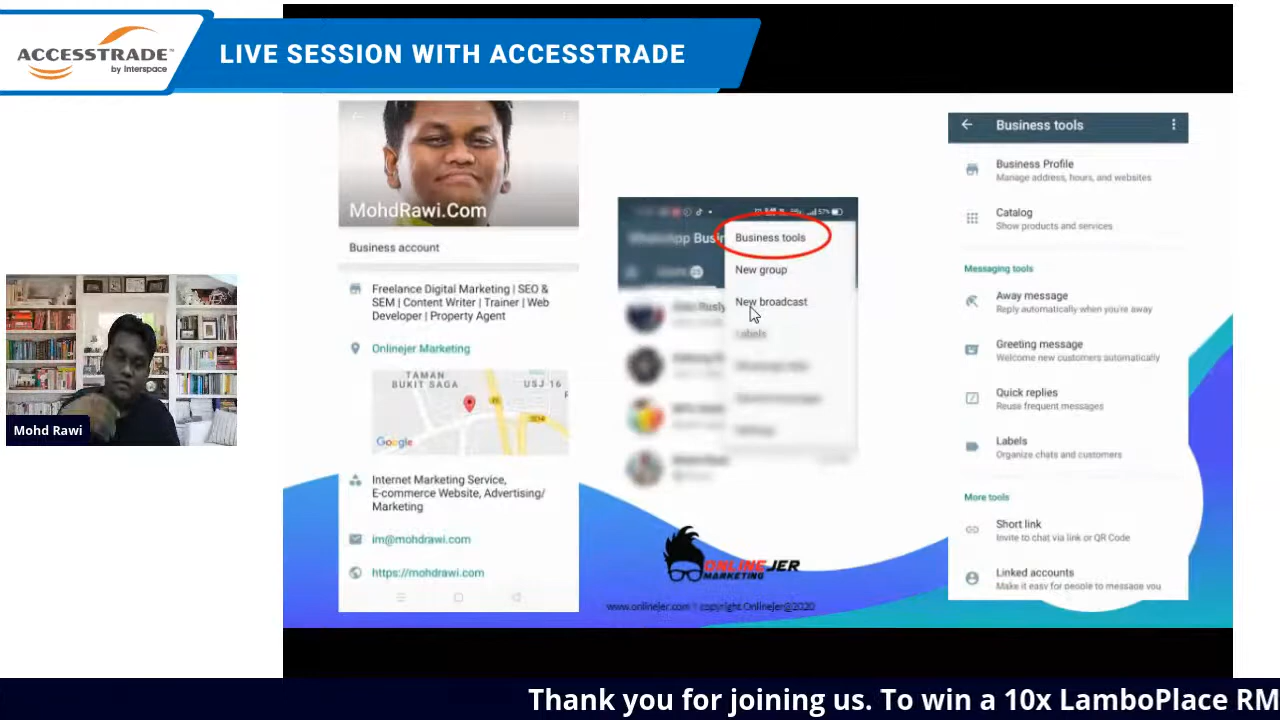 ACCESSTRADE
by Interspace
LIVE SESSION WITH ACCESSTRADE
MohdRawi.Com
Business account
Freelance Digital Marketing | SEO &
SEM | Content Writer | Trainer | Web
Developer | Property Agent
Onlinejer Marketing
TAMAN
BUKIT SAGA
USJ 16
Google
Internet Marketing Service,
E-commerce Website, Advertising/
Marketing
im@mohdrawi.com
https://mohdrawi.com
57%
WhatsApp Busin
Business tools
New group
New broadcast
Labels
ONLINEJER
MARKETING
www.onlinejer.com | copyright Onlinejer@2020
Business tools
Business Profile
Manage address, hours, and websites
Catalog
Show products and services
Messaging tools
Away message
Reply automatically when you're away
Greeting message
Welcome new customers automatically
Quick replies
Reuse frequent messages
Labels
Organize chats and customers
More tools
Short link
Invite to chat via link or QR Code
Linked accounts
Make it easy for people to message you
Mohd Rawi
Thank you for joining us. To win a 10x LamboPlace RM